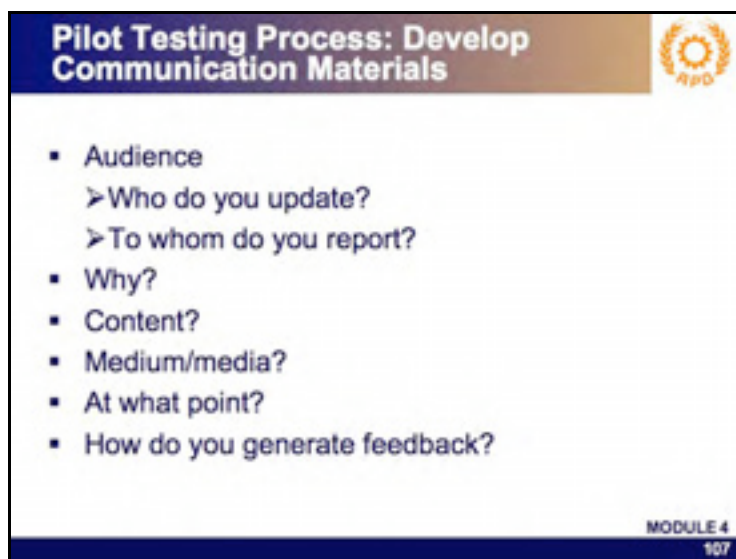 Pilot Testing Process: Develop
Communication Materials
RPG
▪ Audience
➢Who do you update?
➢To whom do you report?
▪ Why?
▪ Content?
▪ Medium/media?
▪ At what point?
▪ How do you generate feedback?
MODULE 4
107